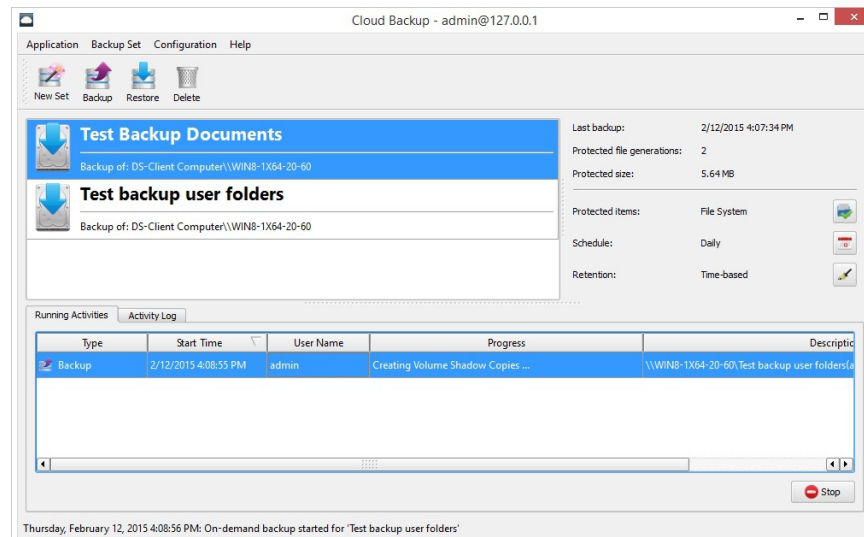 Cloud Backup - admin@127.0.0.1
Application Backup Set Configuration Help
New Set Backup Restore Delete
Test Backup Documents
Backup of: DS-Client Computer\\WIN8-1X64-20-60
Test backup user folders
Backup of: DS-Client Computer\\WIN8-1X64-20-60
Last backup: 2/12/2015 4:07:34 PM
Protected file generations: 2
Protected size: 5.64 MB
Protected items: File System
Schedule: Daily
Retention: Time-based
Running Activities Activity Log
Type Start Time User Name Progress Descriptic
Backup 2/12/2015 4:08:55 PM admin Creating Volume Shadow Copies ... \\WIN8-1X64-20-60\Test backup user folders(a
Stop
Thursday, February 12, 2015 4:08:56 PM: On-demand backup started for 'Test backup user folders'